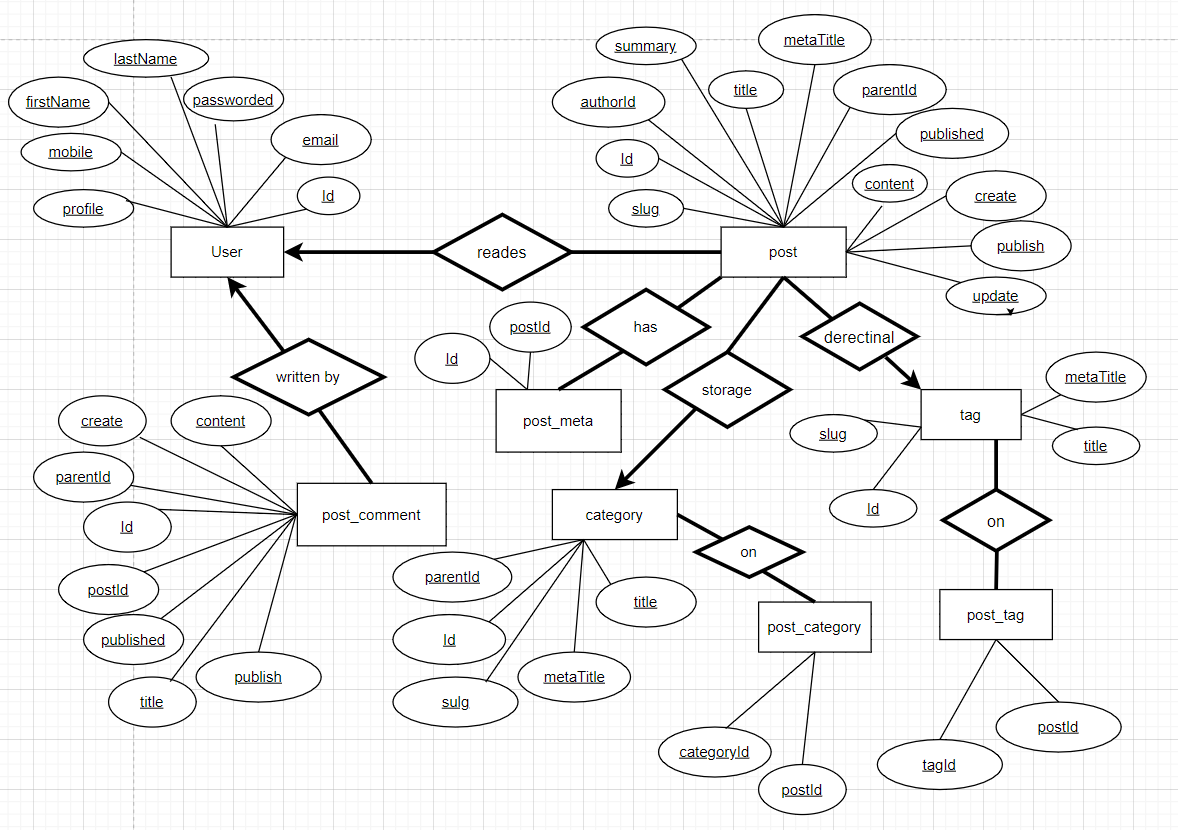 lastName
firstName
passworded
mobile
email
profile
Id
User
reades
summary
metaTitle
title
parentId
authorId
published
Id
content
slug
create
publish
update
post
has
derectinal
storage
postId
Id
post_meta
written by
create
content
parentId
Id
postId
published
title
publish
post_comment
category
parentId
Id
sulg
metaTitle
title
on
post_category
categoryId
postId
tag
metaTitle
title
slug
Id
on
post_tag
postId
tagId